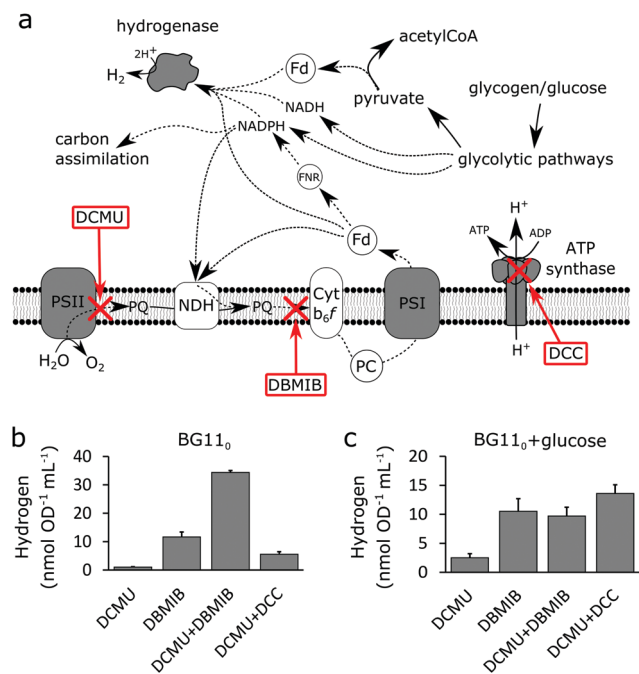 a
hydrogenase
2H+
H2
Fd
acetylCoA
pyruvate
glycogen/glucose
NADH
NADPH
glycolytic pathways
carbon
assimilation
FNR
Fd
DCMU
H+
ATP
ADP
ATP
synthase
PSII
PQ
NDH
PQ
Cyt
b6f
PSI
H2O
O2
DBMIB
PC
H+
DCC
b
BG110
Hydrogen
(nmol OD-1 mL-1)
40
30
20
10
0
DCMU
DBMIB
DCMU+DBMIB
DCMU+DCC
c
BG110+glucose
Hydrogen
(nmol OD-1 mL-1)
20
15
10
5
0
DCMU
DBMIB
DCMU+DBMIB
DCMU+DCC